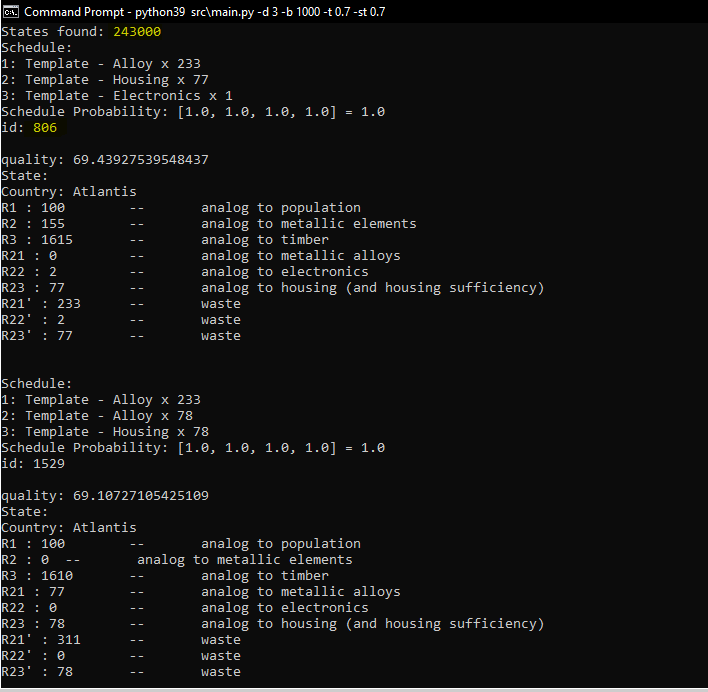 Command Prompt - python39 src\main.py -d 3 -b 1000 -t 0.7 -st 0.7
States found: 243000
Schedule:
1: Template - Alloy x 233
2: Template - Housing x 77
3: Template - Electronics x 1
Schedule Probability: [1.0, 1.0, 1.0, 1.0] = 1.0
id: 806
quality: 69.43927539548437
State:
Country: Atlantis
R1 : 100 -- analog to population
R2 : 155 -- analog to metallic elements
R3 : 1615 -- analog to timber
R21 : 0 -- analog to metallic alloys
R22 : 2 -- analog to electronics
R23 : 77 -- analog to housing (and housing sufficiency)
R21' : 233 -- waste
R22' : 2 -- waste
R23' : 77 -- waste
Schedule:
1: Template - Alloy x 233
2: Template - Alloy x 78
3: Template - Housing x 78
Schedule Probability: [1.0, 1.0, 1.0, 1.0] = 1.0
id: 1529
quality: 69.10727105425109
State:
Country: Atlantis
R1 : 100 -- analog to population
R2 : 0 -- analog to metallic elements
R3 : 1610 -- analog to timber
R21 : 77 -- analog to metallic alloys
R22 : 0 -- analog to electronics
R23 : 78 -- analog to housing (and housing sufficiency)
R21' : 311 -- waste
R22' : 0 -- waste
R23' : 78 -- waste